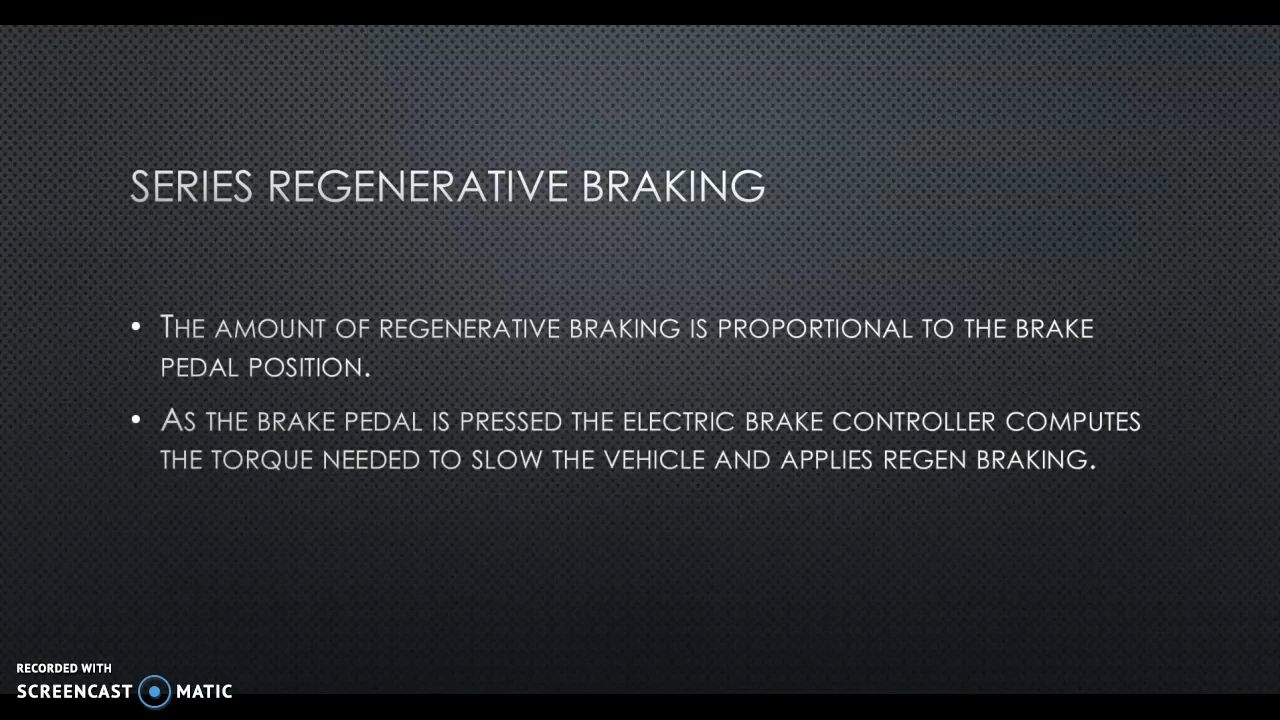 SERIES REGENERATIVE BRAKING
• THE AMOUNT OF REGENERATIVE BRAKING IS PROPORTIONAL TO THE BRAKE
PEDAL POSITION.
• AS THE BRAKE PEDAL IS PRESSED THE ELECTRIC BRAKE CONTROLLER COMPUTES
THE TORQUE NEEDED TO SLOW THE VEHICLE AND APPLIES REGEN BRAKING.
RECORDED WITH
SCREENCAST MATIC